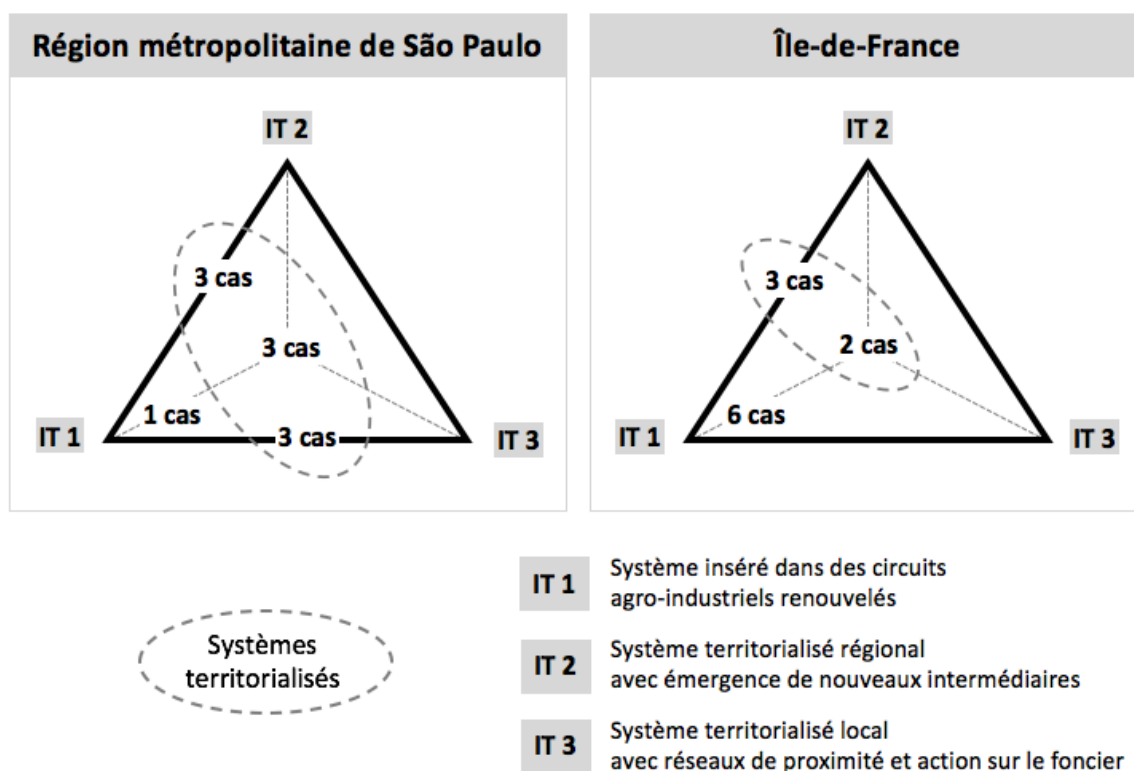 Région métropolitaine de São Paulo
IT 2
3 cas
3 cas
1 cas
3 cas
IT 1
IT 3
Île-de-France
IT 2
3 cas
2 cas
6 cas
IT 1
IT 3
Systèmes
territorialisés
IT 1
Système inséré dans des circuits
agro-industriels renouvelés
IT 2
Système territorialisé régional
avec émergence de nouveaux intermédiaires
IT 3
Système territorialisé local
avec réseaux de proximité et action sur le foncier